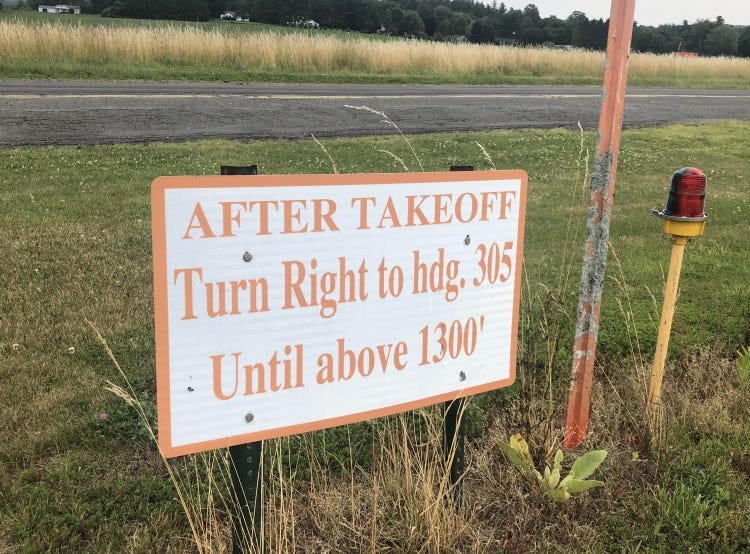 AFTER TAKEOFF
Turn Right to hdg. 305
Until above 1300'